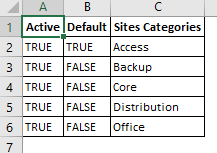 A B C
1 Active Default Sites Categories
2 TRUE TRUE Access
3 TRUE FALSE Backup
4 TRUE FALSE Core
5 TRUE FALSE Distribution
6 TRUE FALSE Office
7